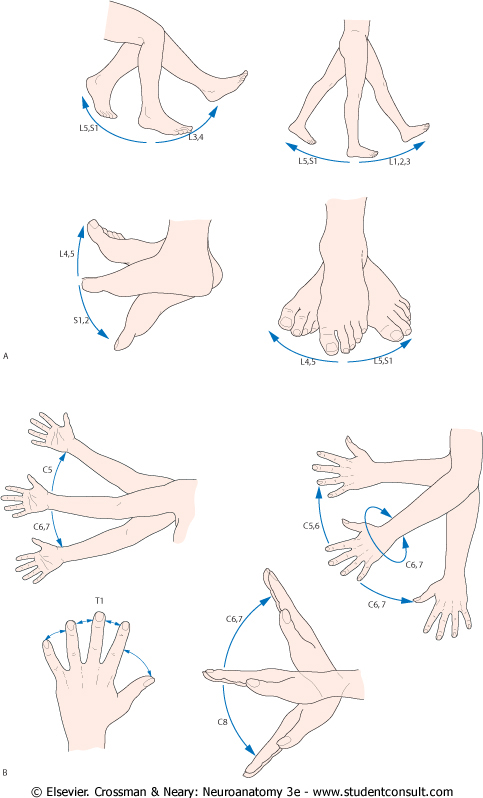 L5,S1
L3,4
L5,S1
L1,2,3
L4,5
S1,2
L4,5
L5,S1
A
C5
C6,7
C5,6
C6,7
C6, 7
T1
C6,7
C8
B
© Elsevier. Crossman & Neary: Neuroanatomy 3e - www.studentconsult.com